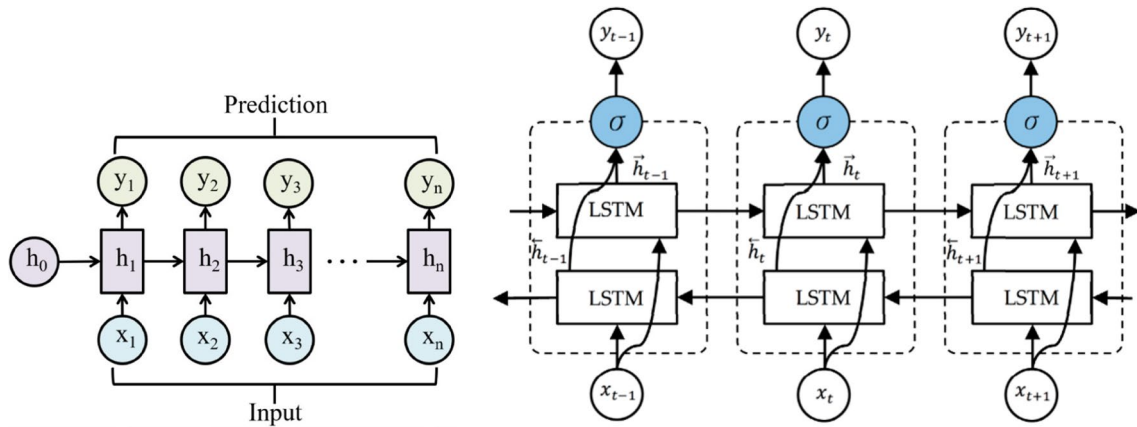 Prediction
y₁ y₂ y₃ yₙ
h₀ h₁ h₂ h₃ ... hₙ
x₁ x₂ x₃ xₙ
Input
yₜ₋₁ yₜ yₜ₊₁
σ σ σ
h⃗ₜ₋₁ h⃗ₜ h⃗ₜ₊₁
LSTM LSTM LSTM
h⃖ₜ₋₁ h⃖ₜ h⃖ₜ₊₁
LSTM LSTM LSTM
xₜ₋₁ xₜ xₜ₊₁